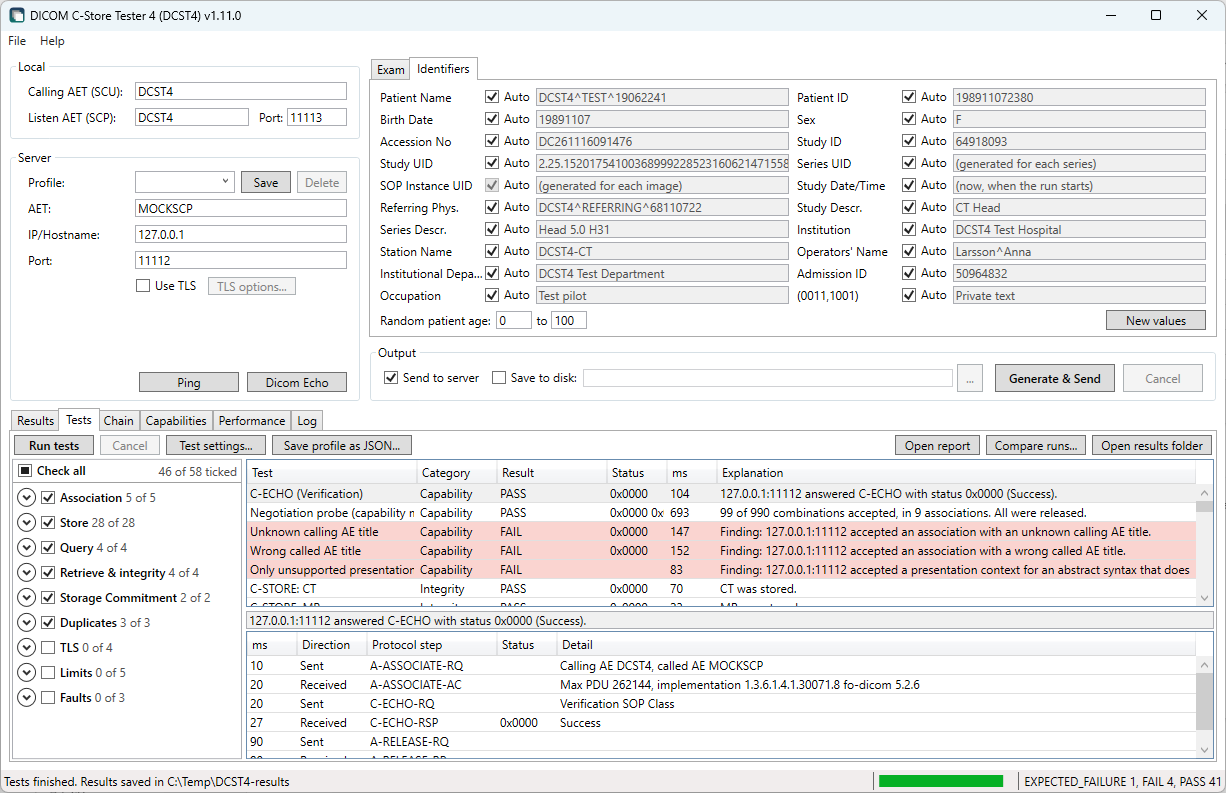 DICOM C-Store Tester 4 (DCST4) v1.11.0
File Help
Local
Calling AET (SCU): DCST4
Listen AET (SCP): DCST4 Port: 11113
Server
Profile: Save Delete
AET: MOCKSCP
IP/Hostname: 127.0.0.1
Port: 11112
Use TLS TLS options...
Ping Dicom Echo
Exam Identifiers
Patient Name Auto DCST4^TEST^19062241 Patient ID Auto 198911072380
Birth Date Auto 19891107 Sex Auto F
Accession No Auto DC261116091476 Study ID Auto 64918093
Study UID Auto 2.25.15201754100368999228523160621471558 Series UID Auto (generated for each series)
SOP Instance UID Auto (generated for each image) Study Date/Time Auto (now, when the run starts)
Referring Phys. Auto DCST4^REFERRING^68110722 Study Descr. Auto CT Head
Series Descr. Auto Head 5.0 H31 Institution Auto DCST4 Test Hospital
Station Name Auto DCST4-CT Operators' Name Auto Larsson^Anna
Institutional Depa... Auto DCST4 Test Department Admission ID Auto 50964832
Occupation Auto Test pilot (0011,1001) Auto Private text
Random patient age: 0 to 100 New values
Output
Send to server Save to disk: ... Generate & Send Cancel
Results Tests Chain Capabilities Performance Log
Run tests Cancel Test settings... Save profile as JSON... Open report Compare runs... Open results folder
Check all 46 of 58 ticked
Association 5 of 5
Store 28 of 28
Query 4 of 4
Retrieve & integrity 4 of 4
Storage Commitment 2 of 2
Duplicates 3 of 3
TLS 0 of 4
Limits 0 of 5
Faults 0 of 3
Test Category Result Status ms Explanation
C-ECHO (Verification) Capability PASS 0x0000 104 127.0.0.1:11112 answered C-ECHO with status 0x0000 (Success).
Negotiation probe (capability n Capability PASS 0x0000 0x 693 99 of 990 combinations accepted, in 9 associations. All were released.
Unknown calling AE title Capability FAIL 0x0000 147 Finding: 127.0.0.1:11112 accepted an association with an unknown calling AE title.
Wrong called AE title Capability FAIL 0x0000 152 Finding: 127.0.0.1:11112 accepted an association with a wrong called AE title.
Only unsupported presentation Capability FAIL 83 Finding: 127.0.0.1:11112 accepted a presentation context for an abstract syntax that does
C-STORE: CT Integrity PASS 0x0000 70 CT was stored.
127.0.0.1:11112 answered C-ECHO with status 0x0000 (Success).
ms Direction Protocol step Status Detail
10 Sent A-ASSOCIATE-RQ Calling AE DCST4, called AE MOCKSCP
20 Received A-ASSOCIATE-AC Max PDU 262144, implementation 1.3.6.1.4.1.30071.8 fo-dicom 5.2.6
20 Sent C-ECHO-RQ Verification SOP Class
27 Received C-ECHO-RSP 0x0000 Success
90 Sent A-RELEASE-RQ
Tests finished. Results saved in C:\Temp\DCST4-results
EXPECTED_FAILURE 1, FAIL 4, PASS 41